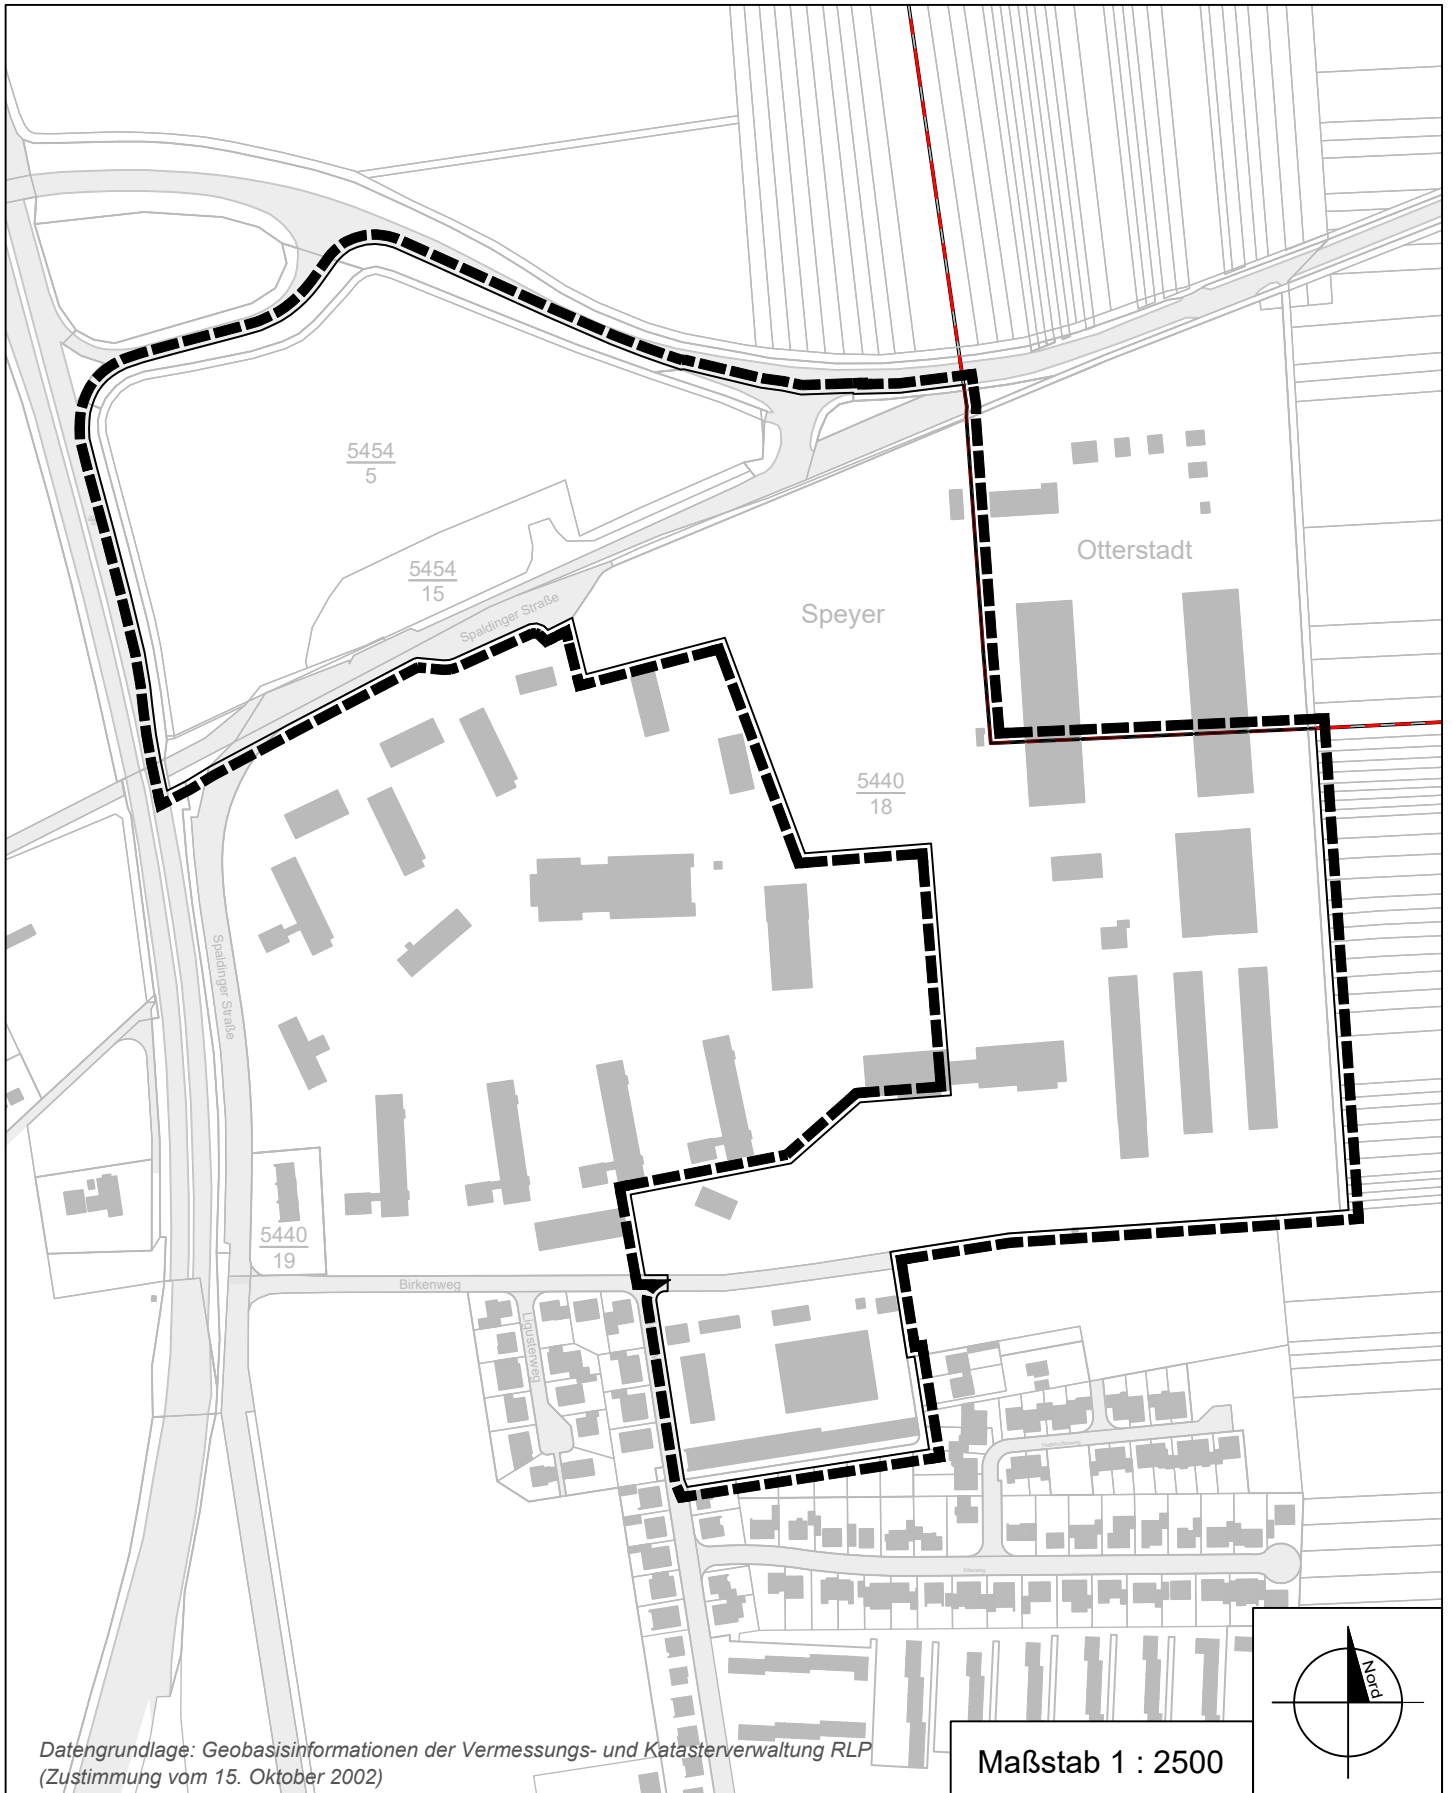 5454
5
Otterstadt
5454
15
Spaldinger Straße
Speyer
5440
18
Spaldinger Straße
5440
19
Birkenweg
Ligusterweg
Nord
Datengrundlage: Geobasisinformationen der Vermessungs- und Katasterverwaltung RLP
(Zustimmung vom 15. Oktober 2002)
Maßstab 1 : 2500